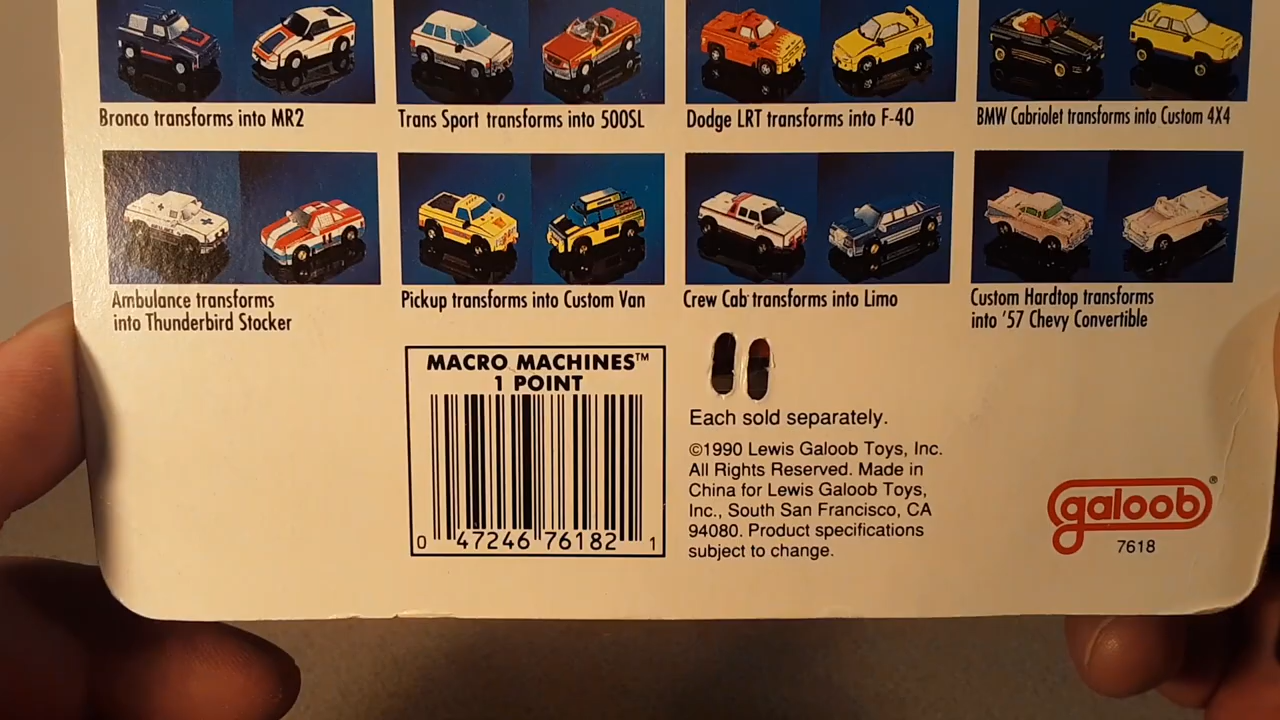 Bronco transforms into MR2
Trans Sport transforms into 500SL
Dodge LRT transforms into F-40
BMW Cabriolet transforms into Custom 4X4
Ambulance transforms
into Thunderbird Stocker
Pickup transforms into Custom Van
Crew Cab transforms into Limo
Custom Hardtop transforms
into '57 Chevy Convertible
MACRO MACHINES™
1 POINT
0 47246 76182 1
Each sold separately.
©1990 Lewis Galoob Toys, Inc.
All Rights Reserved. Made in
China for Lewis Galoob Toys,
Inc., South San Francisco, CA
94080. Product specifications
subject to change.
galoob®
7618